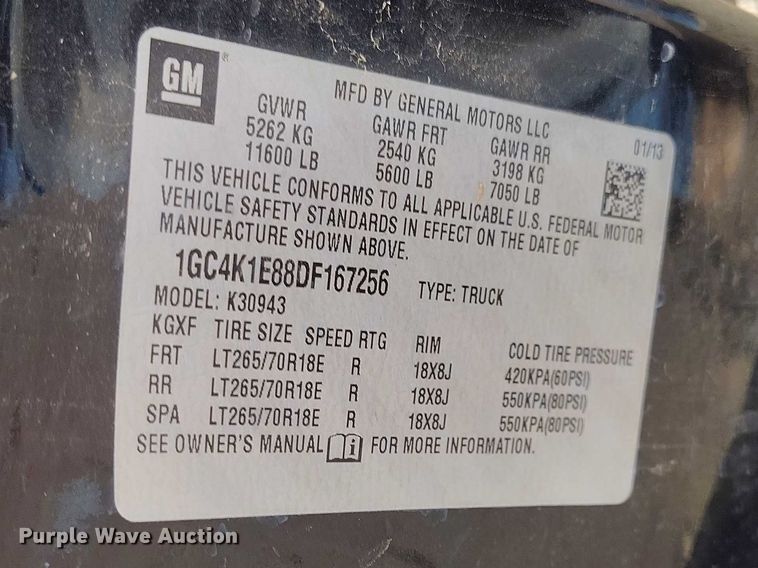 GM
MFD BY GENERAL MOTORS LLC
01/13
GVWR GAWR FRT GAWR RR
5262 KG 2540 KG 3198 KG
11600 LB 5600 LB 7050 LB
THIS VEHICLE CONFORMS TO ALL APPLICABLE U.S. FEDERAL MOTOR
VEHICLE SAFETY STANDARDS IN EFFECT ON THE DATE OF
MANUFACTURE SHOWN ABOVE.
1GC4K1E88DF167256 TYPE: TRUCK
MODEL: K30943
KGXF TIRE SIZE SPEED RTG RIM COLD TIRE PRESSURE
FRT LT265/70R18E R 18X8J 420KPA(60PSI)
RR LT265/70R18E R 18X8J 550KPA(80PSI)
SPA LT265/70R18E R 18X8J 550KPA(80PSI)
SEE OWNER'S MANUAL i FOR MORE INFORMATION.
Purple Wave Auction